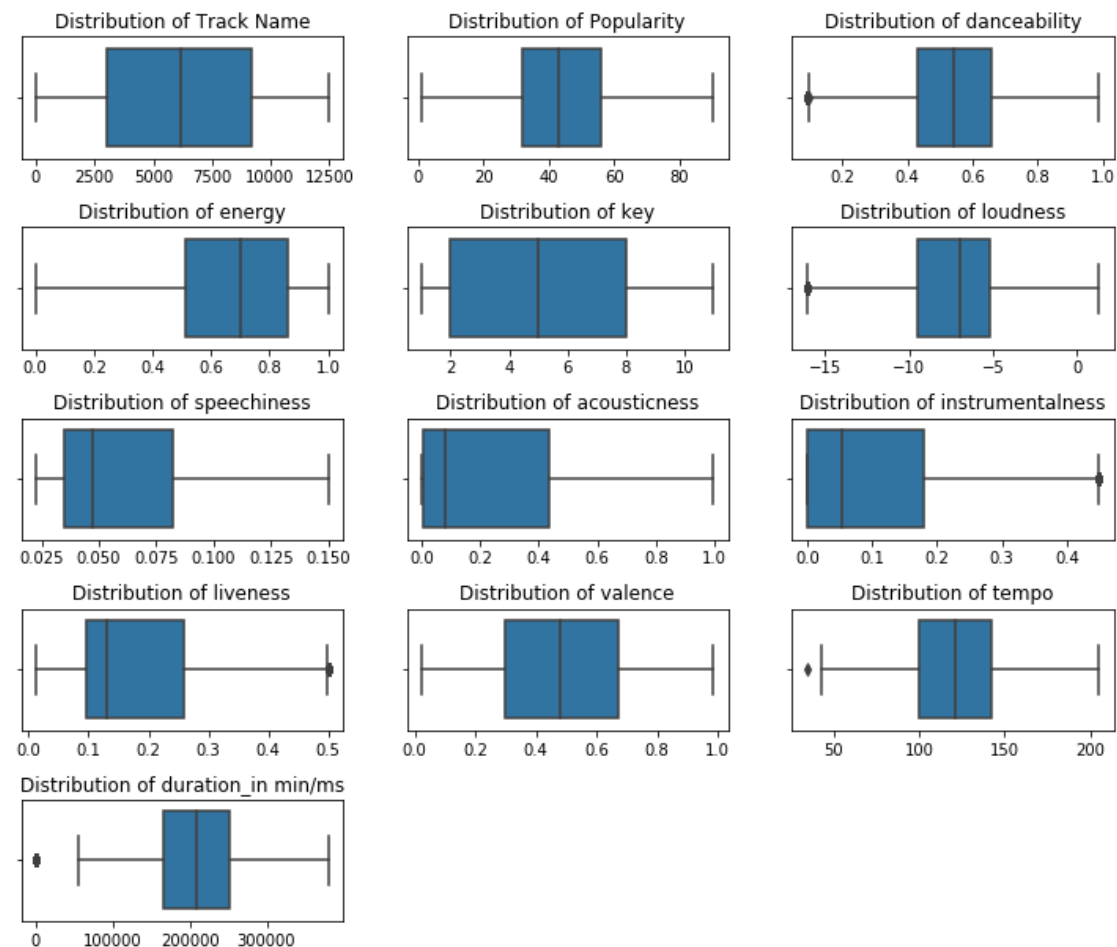 Distribution of Track Name
0 2500 5000 7500 10000 12500
Distribution of Popularity
0 20 40 60 80
Distribution of danceability
0.2 0.4 0.6 0.8 1.0
Distribution of energy
0.0 0.2 0.4 0.6 0.8 1.0
Distribution of key
2 4 6 8 10
Distribution of loudness
−15 −10 −5 0
Distribution of speechiness
0.025 0.050 0.075 0.100 0.125 0.150
Distribution of acousticness
0.0 0.2 0.4 0.6 0.8 1.0
Distribution of instrumentalness
0.0 0.1 0.2 0.3 0.4
Distribution of liveness
0.0 0.1 0.2 0.3 0.4 0.5
Distribution of valence
0.0 0.2 0.4 0.6 0.8 1.0
Distribution of tempo
50 100 150 200
Distribution of duration_in min/ms
0 100000 200000 300000